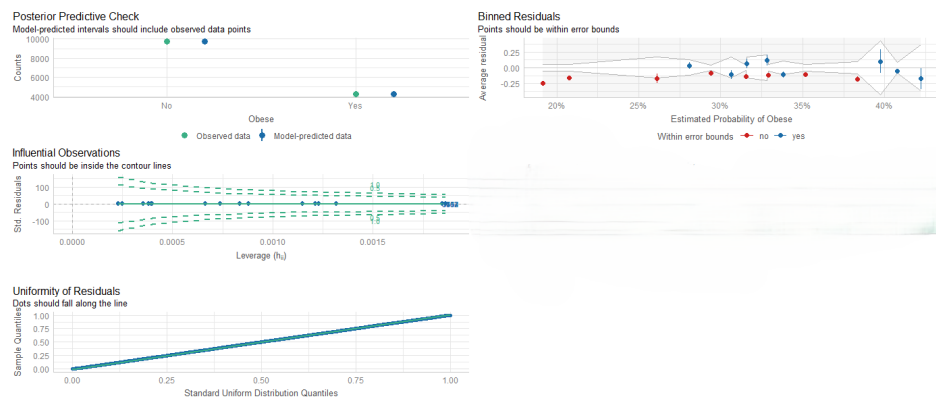 Posterior Predictive Check
Model-predicted intervals should include observed data points
10000
8000
6000
4000
Counts
No
Yes
Obese
Observed data
Model-predicted data
Binned Residuals
Points should be within error bounds
0.25
0.00
-0.25
Average residual
20%
25%
30%
35%
40%
Estimated Probability of Obese
Within error bounds
no
yes
Influential Observations
Points should be inside the contour lines
100
0
-100
Std. Residuals
0.0000
0.0005
0.0010
0.0015
Leverage (hᵢᵢ)
Uniformity of Residuals
Dots should fall along the line
1.00
0.75
0.50
0.25
0.00
Sample Quantiles
0.00
0.25
0.50
0.75
1.00
Standard Uniform Distribution Quantiles